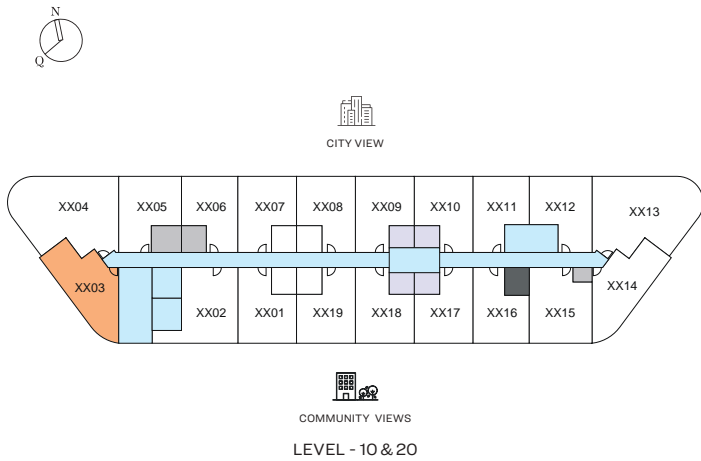 N
Q
CITY VIEW
XX04 XX05 XX06 XX07 XX08 XX09 XX10 XX11 XX12 XX13
XX03 XX02 XX01 XX19 XX18 XX17 XX16 XX15 XX14
COMMUNITY VIEWS
LEVEL - 10 & 20